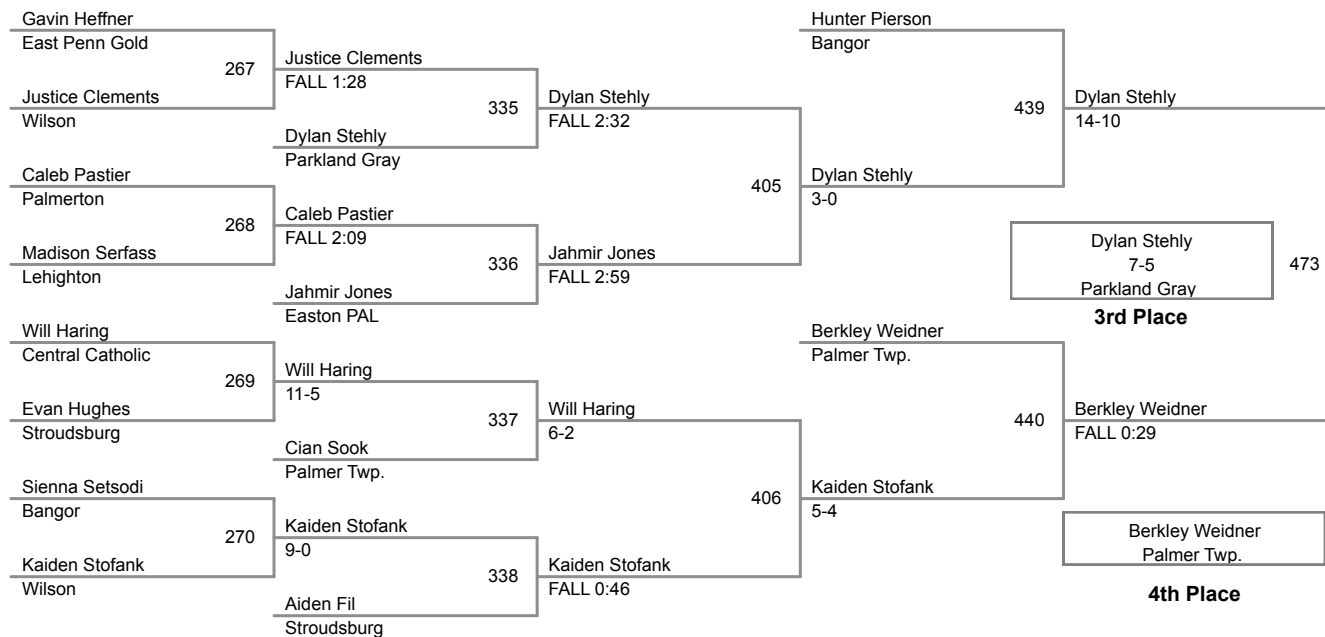 Gavin Heffner
East Penn Gold
267
Justice Clements
Wilson
Caleb Pastier
Palmerton
268
Madison Serfass
Lehighton
Will Haring
Central Catholic
269
Evan Hughes
Stroudsburg
Sienna Setsodi
Bangor
270
Kaiden Stofank
Wilson
Justice Clements
FALL 1:28
335
Dylan Stehly
Parkland Gray
Caleb Pastier
FALL 2:09
336
Jahmir Jones
Easton PAL
Will Haring
11-5
337
Cian Sook
Palmer Twp.
Kaiden Stofank
9-0
338
Aiden Fil
Stroudsburg
Dylan Stehly
FALL 2:32
405
Jahmir Jones
FALL 2:59
Will Haring
6-2
406
Kaiden Stofank
FALL 0:46
Hunter Pierson
Bangor
439
Dylan Stehly
3-0
Berkley Weidner
Palmer Twp.
440
Kaiden Stofank
5-4
Dylan Stehly
14-10
Dylan Stehly
7-5
Parkland Gray
473
3rd Place
Berkley Weidner
FALL 0:29
Berkley Weidner
Palmer Twp.
4th Place